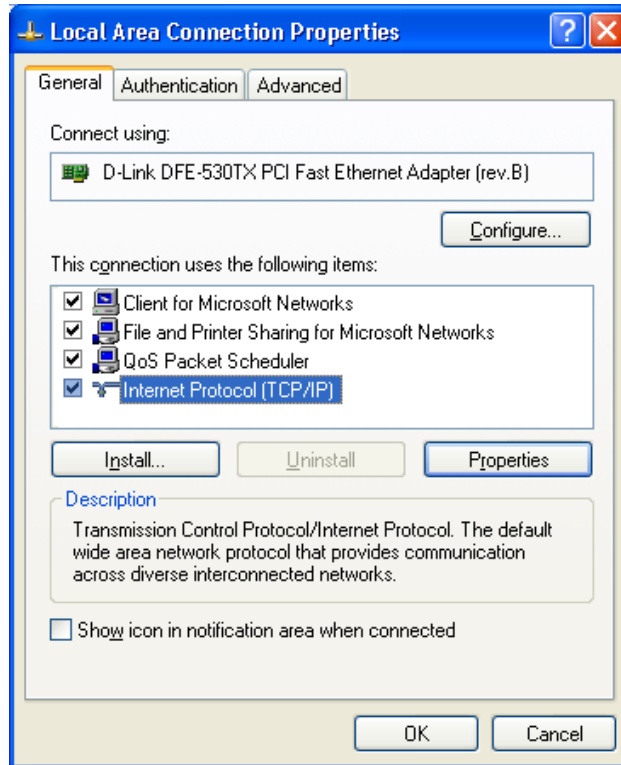 Local Area Connection Properties
General Authentication Advanced
Connect using:
D-Link DFE-530TX PCI Fast Ethernet Adapter (rev.B)
Configure...
This connection uses the following items:
Client for Microsoft Networks
File and Printer Sharing for Microsoft Networks
QoS Packet Scheduler
Internet Protocol (TCP/IP)
Install... Uninstall Properties
Description
Transmission Control Protocol/Internet Protocol. The default
wide area network protocol that provides communication
across diverse interconnected networks.
Show icon in notification area when connected
OK Cancel